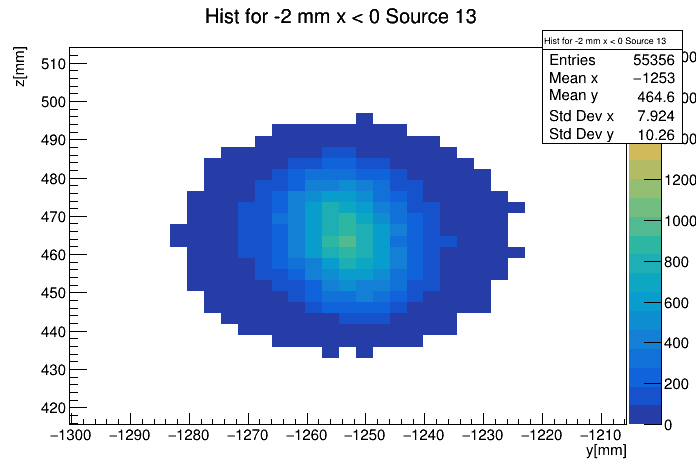 Hist for -2 mm x < 0 Source 13
z[mm]
Hist for -2 mm x < 0 Source 13
Entries 55356
Mean x −1253
Mean y 464.6
Std Dev x 7.924
Std Dev y 10.26
510
500
490
480
470
460
450
440
430
420
1200
1000
800
600
400
200
0
−1300 −1290 −1280 −1270 −1260 −1250 −1240 −1230 −1220 −1210
y[mm]